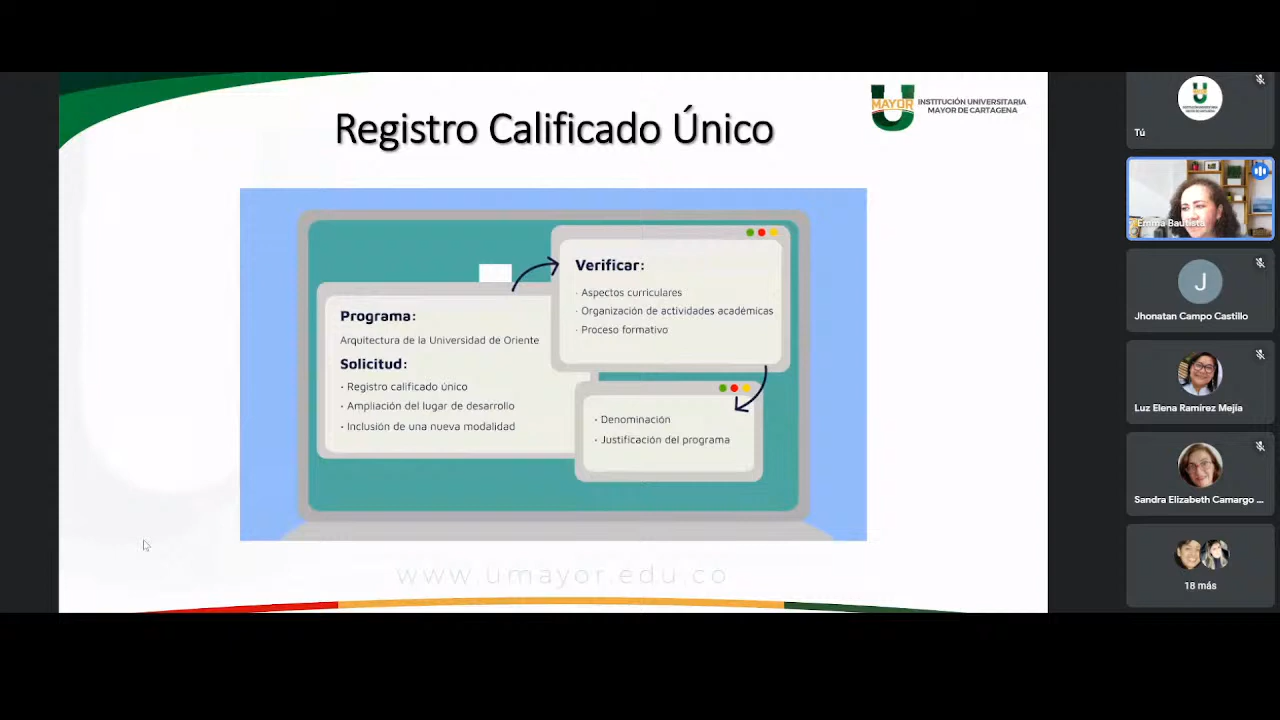 Registro Calificado Único
MAYOR
INSTITUCIÓN UNIVERSITARIA
MAYOR DE CARTAGENA
Programa:
Arquitectura de la Universidad de Oriente
Solicitud:
· Registro calificado único
· Ampliación del lugar de desarrollo
· Inclusión de una nueva modalidad
Verificar:
· Aspectos curriculares
· Organización de actividades académicas
· Proceso formativo
· Denominación
· Justificación del programa
www.umayor.edu.co
Tú
Emma Bautista
J
Jhonatan Campo Castillo
Luz Elena Ramírez Mejía
Sandra Elizabeth Camargo ...
18 más